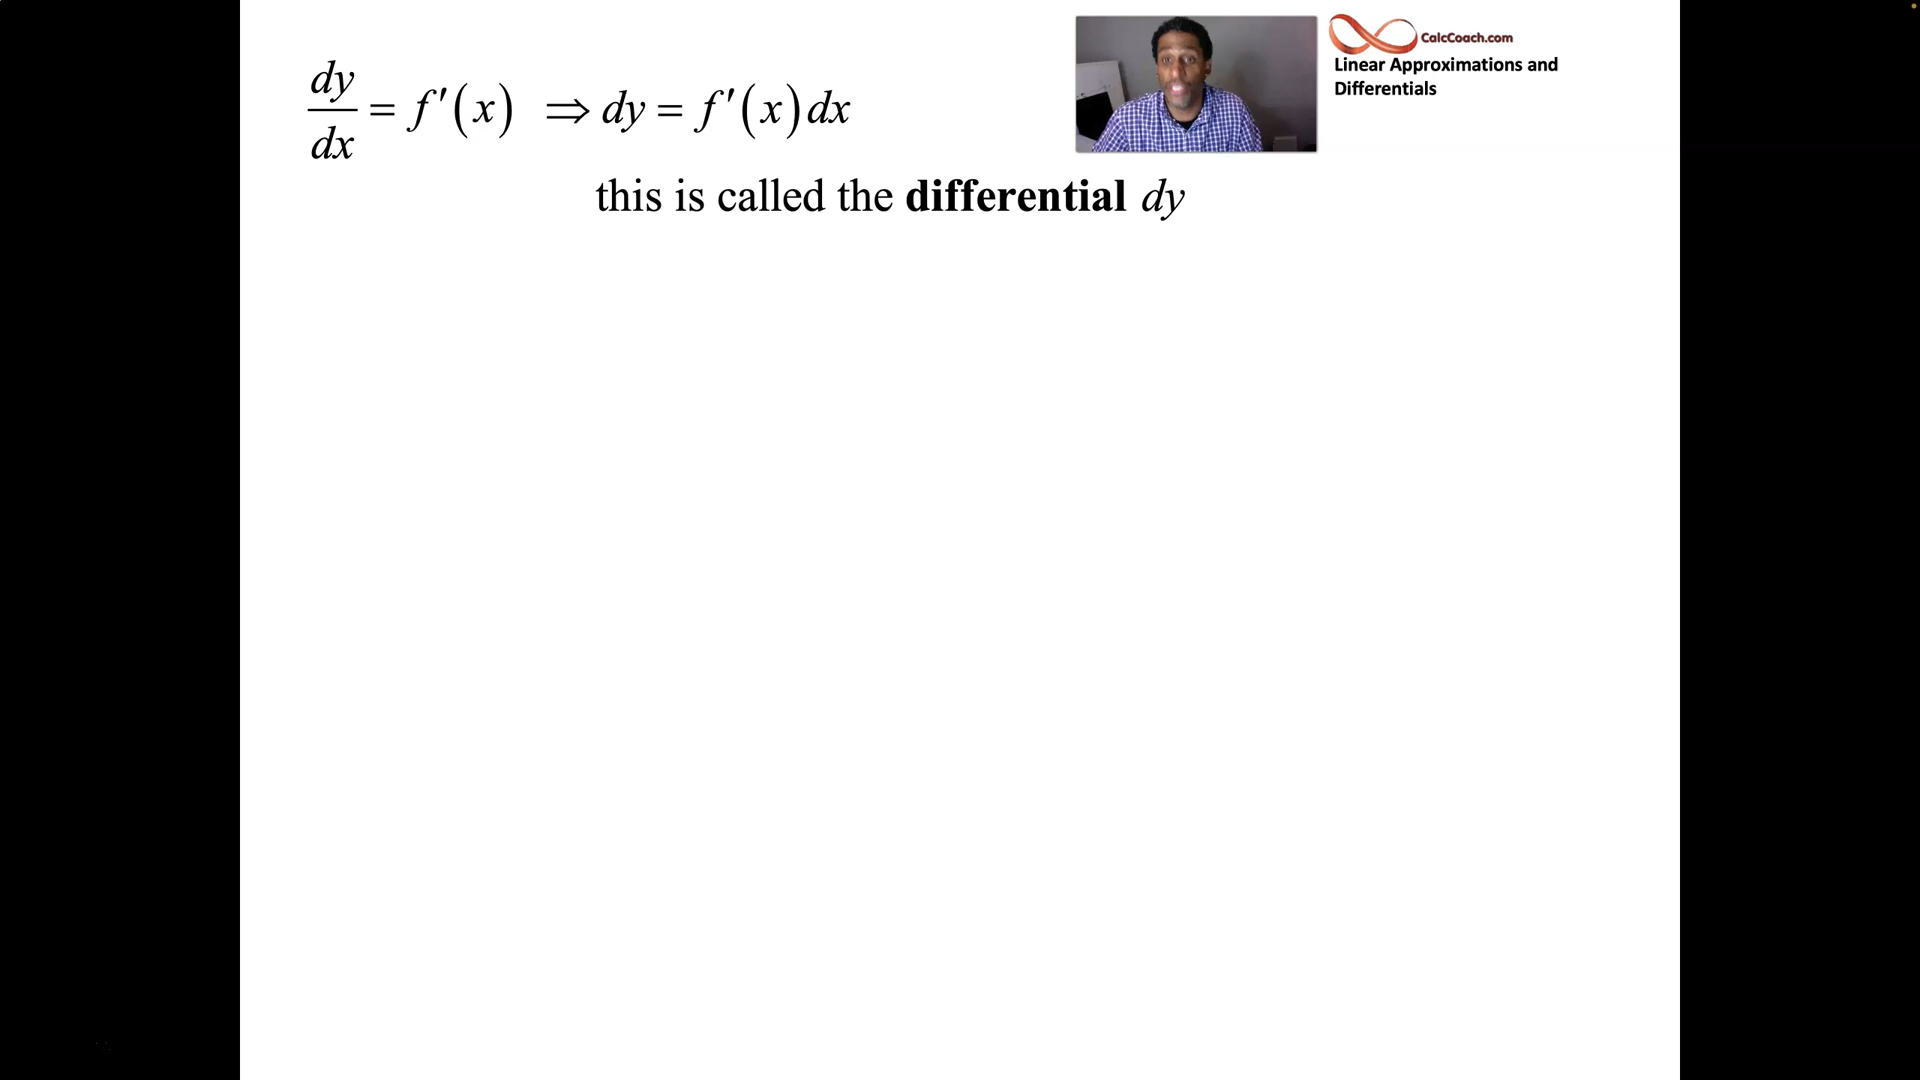 dy/dx = f′(x) ⇒ dy = f′(x)dx
this is called the differential dy
CalcCoach.com
Linear Approximations and
Differentials